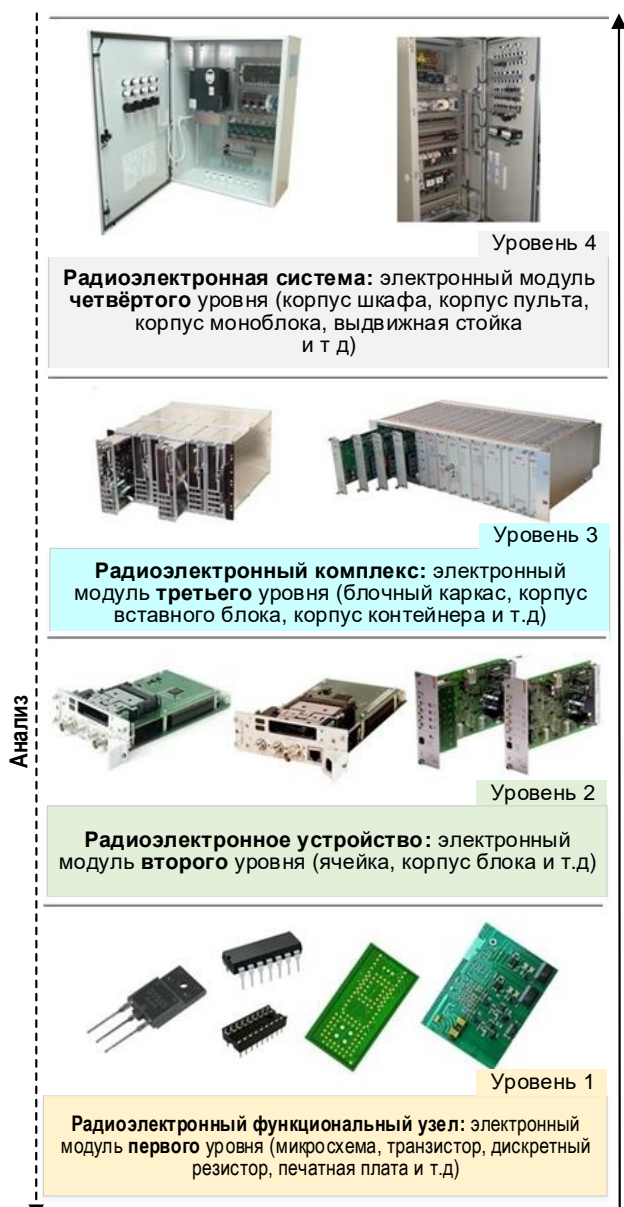 Уровень 4
Радиоэлектронная система: электронный модуль
четвёртого уровня (корпус шкафа, корпус пульта,
корпус моноблока, выдвижная стойка
и т д)
Уровень 3
Радиоэлектронный комплекс: электронный
модуль третьего уровня (блочный каркас, корпус
вставного блока, корпус контейнера и т.д)
Анализ
Уровень 2
Радиоэлектронное устройство: электронный
модуль второго уровня (ячейка, корпус блока и т.д)
Уровень 1
Радиоэлектронный функциональный узел: электронный
модуль первого уровня (микросхема, транзистор, дискретный
резистор, печатная плата и т.д)